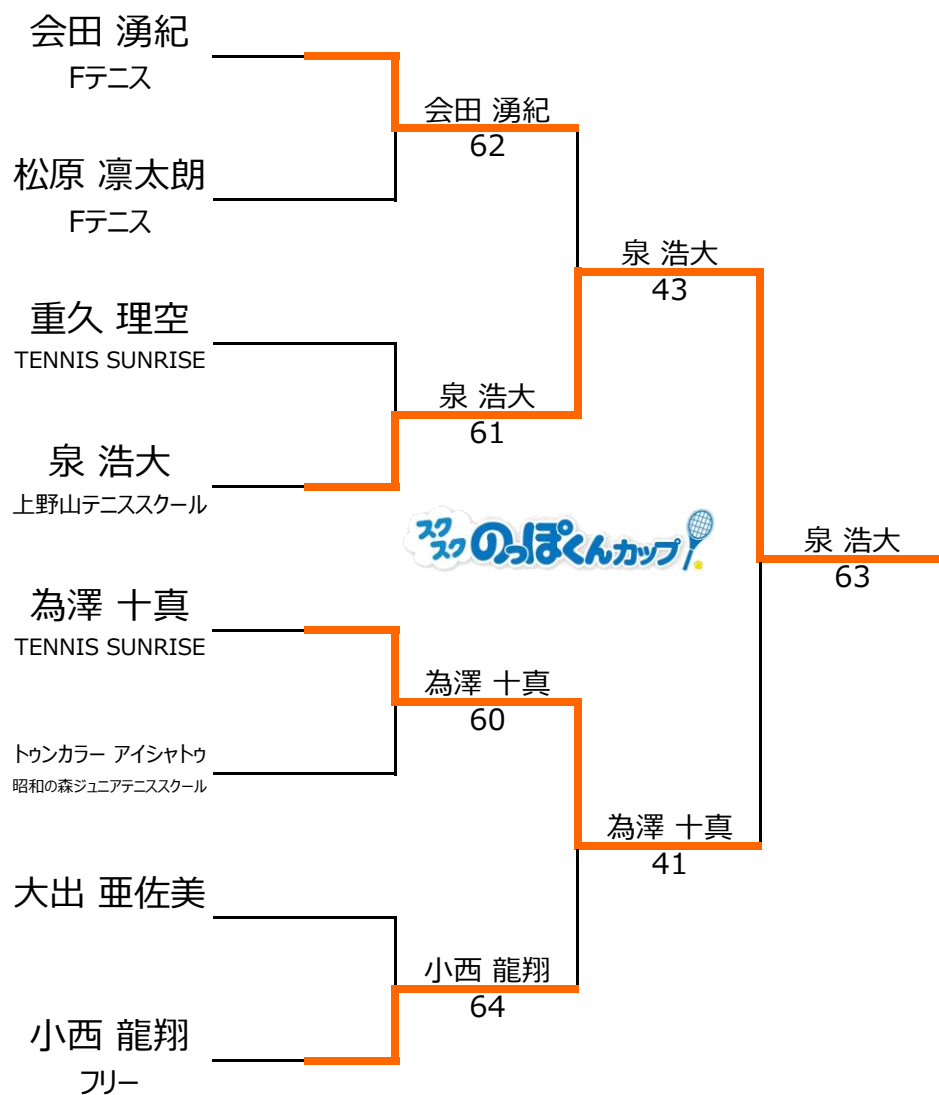 会田 湧紀
Fテニス
会田 湧紀
62
松原 凛太朗
Fテニス
泉 浩大
43
重久 理空
TENNIS SUNRISE
泉 浩大
61
泉 浩大
上野山テニススクール
スクスク のっぽくんカップ
泉 浩大
63
為澤 十真
TENNIS SUNRISE
為澤 十真
60
トゥンカラー アイシャトゥ
昭和の森ジュニアテニススクール
為澤 十真
41
大出 亜佐美
小西 龍翔
64
小西 龍翔
フリー